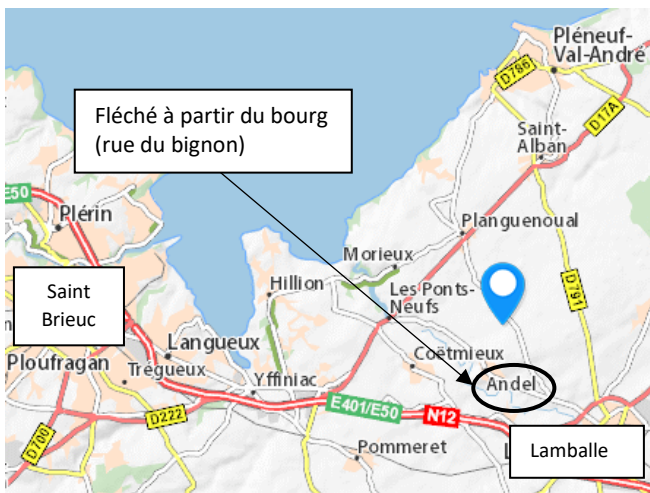 Pléneuf-
Val-André
D786
D17A
Fléché à partir du bourg
(rue du bignon)
Saint-
Alban
E50
Plérin
Planguenoual
Morieux
Saint
Brieuc
Hillion
Les Ponts-
Neufs
D791
Langueux
Coëtmieux
Ploufragan
Trégueux
Yffiniac
Andel
E401/E50
N12
D222
D700
Pommeret
L
Lamballe